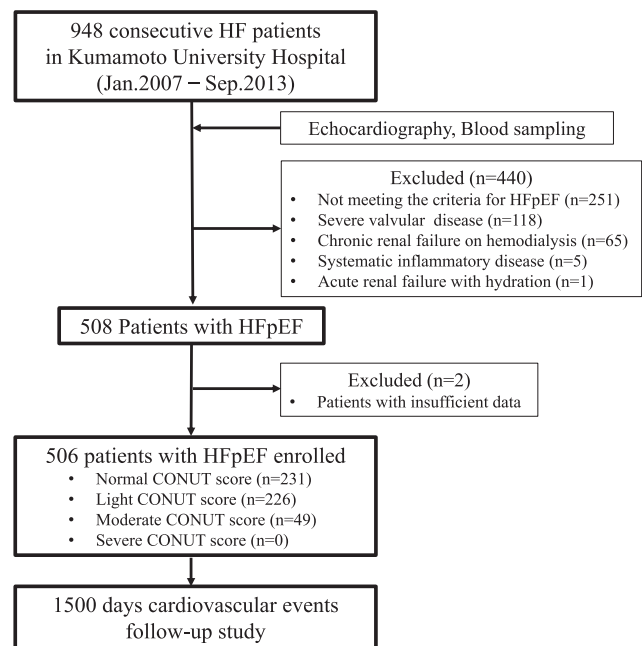 948 consecutive HF patients
in Kumamoto University Hospital
(Jan.2007 – Sep.2013)
Echocardiography, Blood sampling
Excluded (n=440)
• Not meeting the criteria for HFpEF (n=251)
• Severe valvular disease (n=118)
• Chronic renal failure on hemodialysis (n=65)
• Systematic inflammatory disease (n=5)
• Acute renal failure with hydration (n=1)
508 Patients with HFpEF
Excluded (n=2)
• Patients with insufficient data
506 patients with HFpEF enrolled
• Normal CONUT score (n=231)
• Light CONUT score (n=226)
• Moderate CONUT score (n=49)
• Severe CONUT score (n=0)
1500 days cardiovascular events
follow-up study